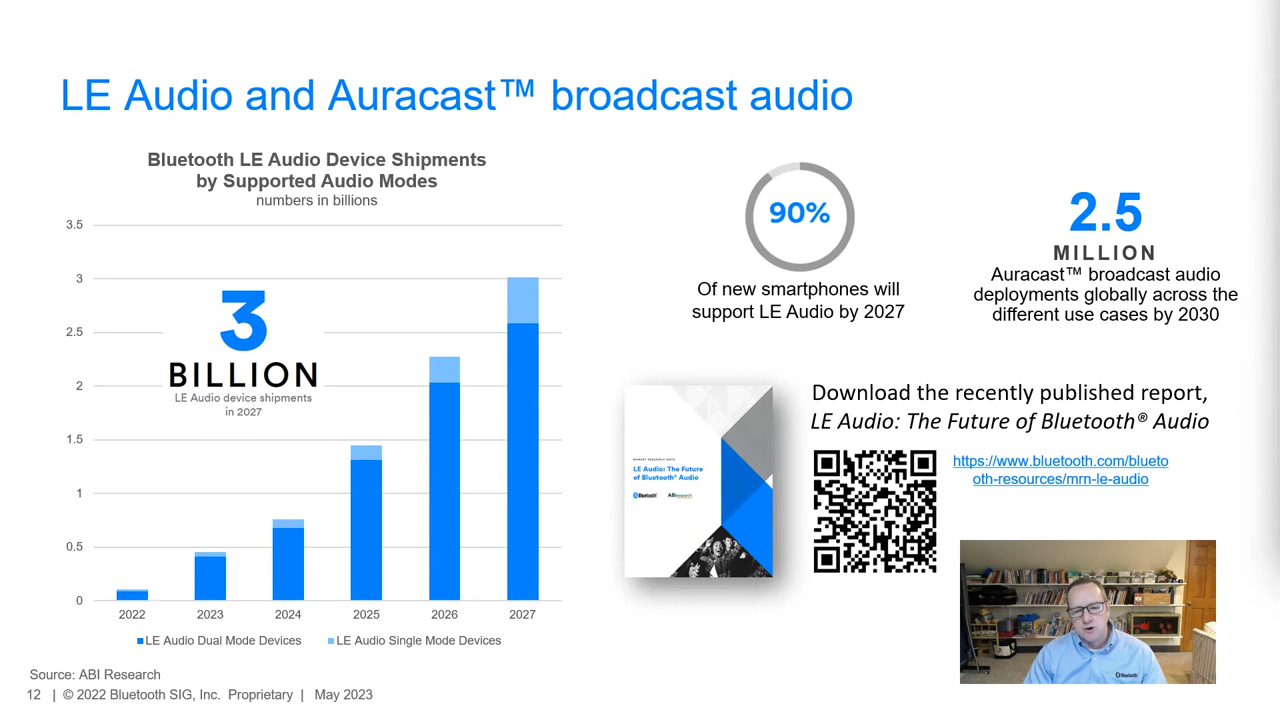 LE Audio and Auracast™ broadcast audio
Bluetooth LE Audio Device Shipments
by Supported Audio Modes
numbers in billions
3.5
3
2.5
2
1.5
1
0.5
0
3
BILLION
LE Audio device shipments
in 2027
2022
2023
2024
2025
2026
2027
LE Audio Dual Mode Devices
LE Audio Single Mode Devices
90%
Of new smartphones will
support LE Audio by 2027
2.5
MILLION
Auracast™ broadcast audio
deployments globally across the
different use cases by 2030
Download the recently published report,
LE Audio: The Future of Bluetooth® Audio
https://www.bluetooth.com/blueto
oth-resources/mrn-le-audio
MARKET RESEARCH NOTE
LE Audio: The Future
of Bluetooth® Audio
Bluetooth®
ABIresearch
Bluetooth
Source: ABI Research
12 | © 2022 Bluetooth SIG, Inc. Proprietary | May 2023